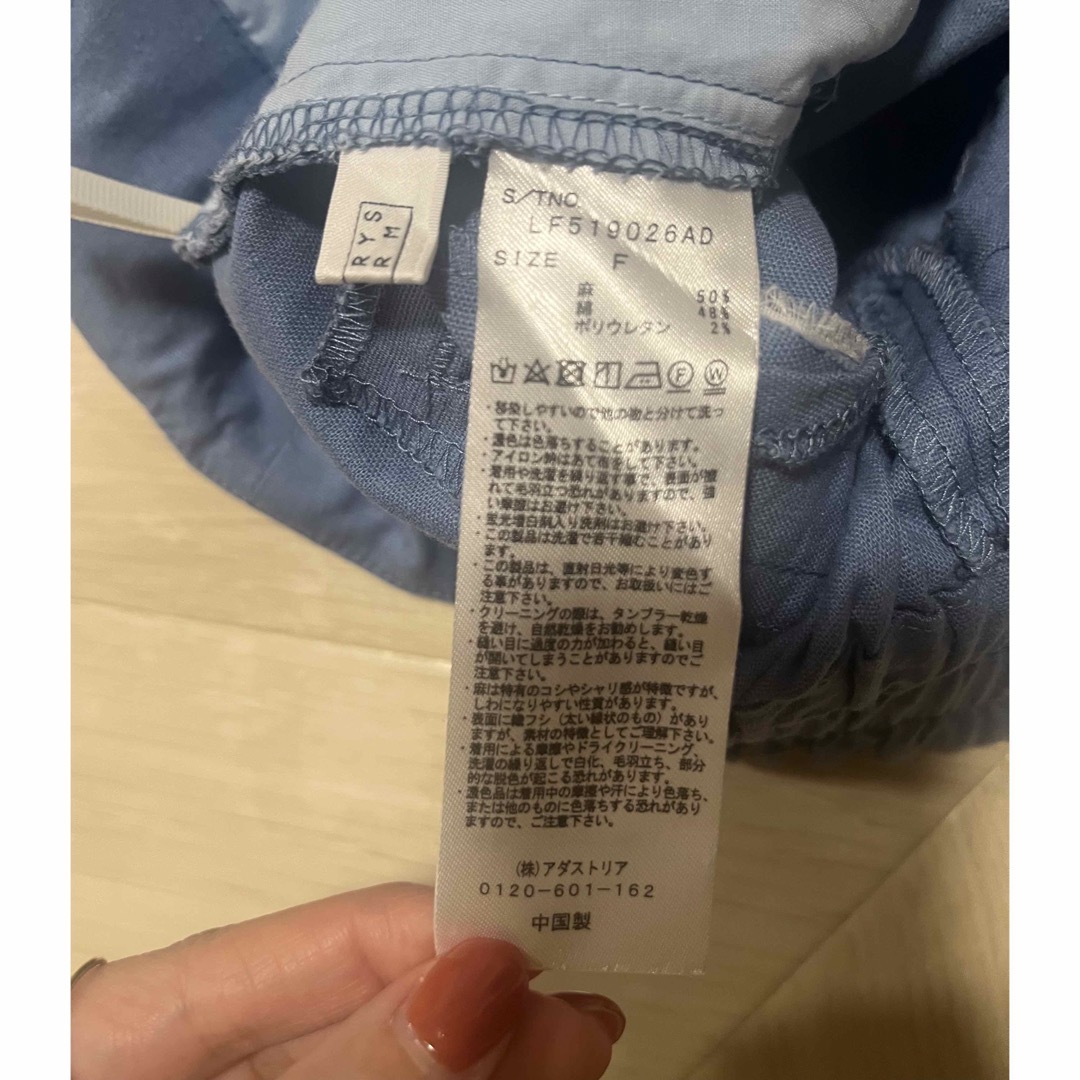 RYS
RM
S/TNO.
LF519026AD
SIZE F
麻 50%
綿 48%
ポリウレタン 2%
F W
・移染しやすいので他の物と分けて洗っ
て下さい。
・濃色は色落ちすることがあります。
・アイロン時はあて布をして下さい。
・着用や洗濯を繰り返す事で、表面が擦
れて毛羽立つ恐れがありますので、強
い摩擦はお避け下さい。
・蛍光増白剤入り洗剤はお避け下さい。
・この製品は洗濯で若干縮むことがあり
ます。
・この製品は、直射日光等により変色す
る事がありますので、お取扱いにはご
注意下さい。
・クリーニングの際は、タンブラー乾燥
を避け、自然乾燥をお勧めします。
・縫い目に過度の力が加わると、縫い目
が開いてしまうことがありますのでご
注意下さい。
・麻は特有のコシやシャリ感が特徴ですが、
しわになりやすい性質があります。
・表面に織フシ（太い線状のもの）があり
ますが、素材の特徴としてご理解下さい。
・着用による摩擦やドライクリーニング、
洗濯の繰り返しで白化、毛羽立ち、部分
的な脱色が起こる恐れがあります。
・濃色品は着用中の摩擦や汗により色落ち、
または他のものに色落ちする恐れがあり
ますので、ご注意下さい。
(株)アダストリア
0120-601-162
中国製